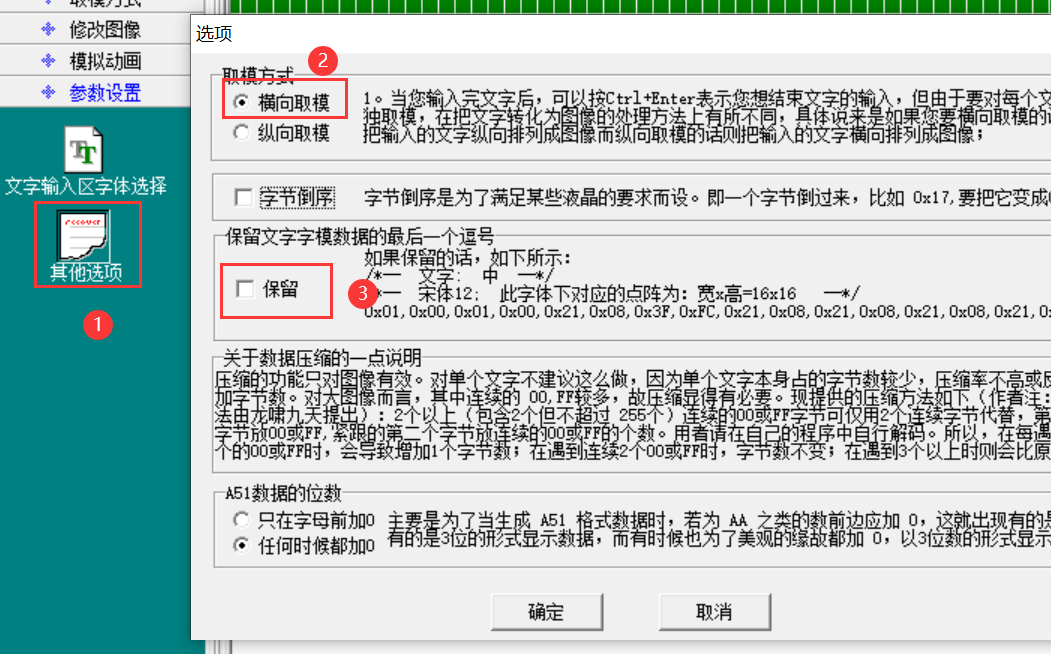 取模方式
修改图像
模拟动画
参数设置
文字输入区字体选择
其他选项
1
选项
取模方式
2
横向取模
纵向取模
1。当您输入完文字后，可以按Ctrl+Enter表示您想结束文字的输入，但由于要对每个文
独取模，在把文字转化为图像的处理方法上有所不同，具体说来是如果您要横向取模的话
把输入的文字纵向排列成图像而纵向取模的话则把输入的文字横向排列成图像；
字节倒序
字节倒序是为了满足某些液晶的要求而设。即一个字节倒过来，比如 0x17,要把它变成
保留文字字模数据的最后一个逗号
保留
3
如果保留的话，如下所示：
/*— 文字: 中 —*/
*— 宋体12; 此字体下对应的点阵为：宽x高=16x16 —*/
0x01,0x00,0x01,0x00,0x21,0x08,0x3F,0xFC,0x21,0x08,0x21,0x08,0x21,0x08,0x21,0x
关于数据压缩的一点说明
压缩的功能只对图像有效。对单个文字不建议这么做，因为单个文字本身占的字节数较少，压缩率不高或反
加字节数。对大图像而言，其中连续的 00,FF较多，故压缩显得有必要。现提供的压缩方法如下（作者注：
法由龙啸九天提出）：2个以上（包含2个但不超过 255个）连续的00或FF字节可仅用2个连续字节代替，第
字节放00或FF,紧跟的第二个字节放连续的00或FF的个数。用者请在自己的程序中自行解码。所以，在每遇
个的00或FF时，会导致增加1个字节数；在遇到连续2个00或FF时，字节数不变；在遇到3个以上时则会比原
A51数据的位数
只在字母前加0
任何时候都加0
主要是为了当生成 A51 格式数据时，若为 AA 之类的数前边应加 0，这就出现有的是
有的是3位的形式显示数据，而有时候也为了美观的缘故都加 0，以3位数的形式显示
确定
取消